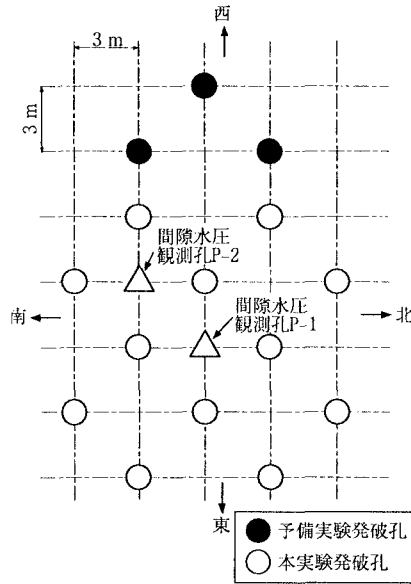 西
3 m
3 m
間隙水圧
観測孔P-2
間隙水圧
観測孔P-1
南
北
東
予備実験発破孔
本実験発破孔